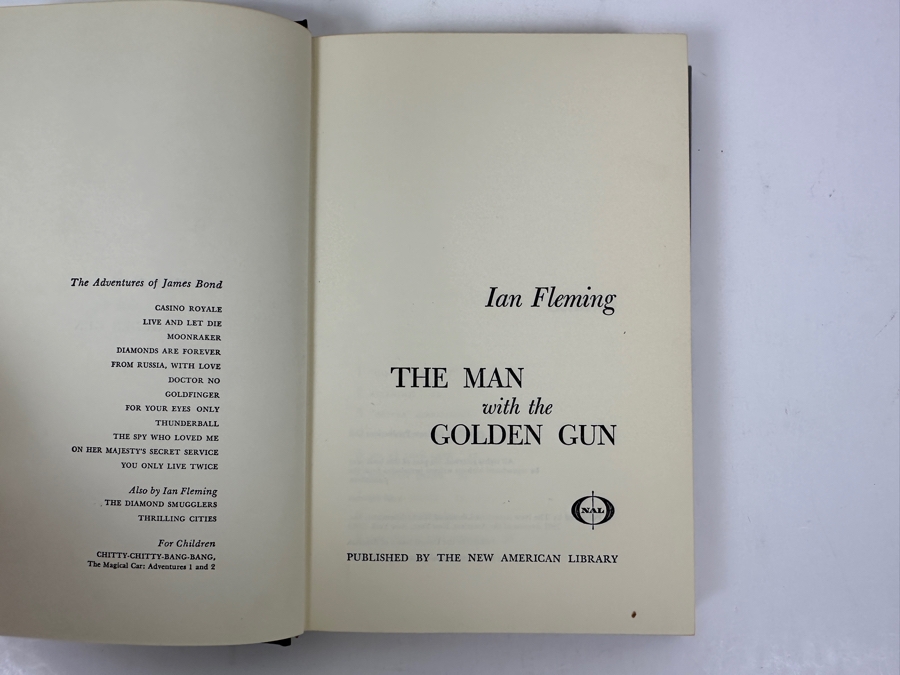 The Adventures of James Bond
CASINO ROYALE
LIVE AND LET DIE
MOONRAKER
DIAMONDS ARE FOREVER
FROM RUSSIA, WITH LOVE
DOCTOR NO
GOLDFINGER
FOR YOUR EYES ONLY
THUNDERBALL
THE SPY WHO LOVED ME
ON HER MAJESTY'S SECRET SERVICE
YOU ONLY LIVE TWICE
Also by Ian Fleming
THE DIAMOND SMUGGLERS
THRILLING CITIES
For Children
CHITTY-CHITTY-BANG-BANG,
The Magical Car: Adventures 1 and 2
Ian Fleming
THE MAN
with the
GOLDEN GUN
NAL
PUBLISHED BY THE NEW AMERICAN LIBRARY